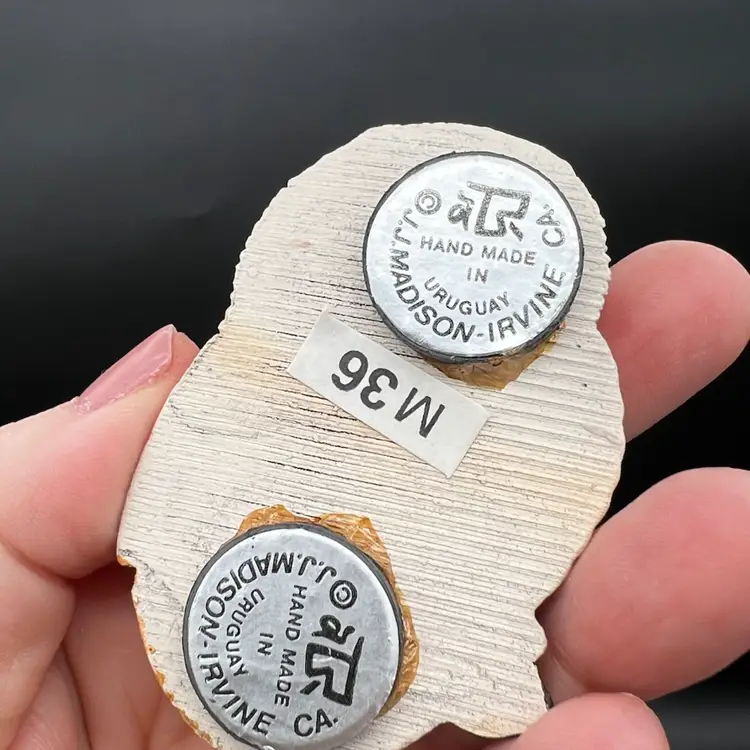 ©
HAND MADE
IN
URUGUAY
J.J.MADISON-IRVINE CA.
M 36
©
HAND MADE
IN
URUGUAY
J.J.MADISON-IRVINE CA.